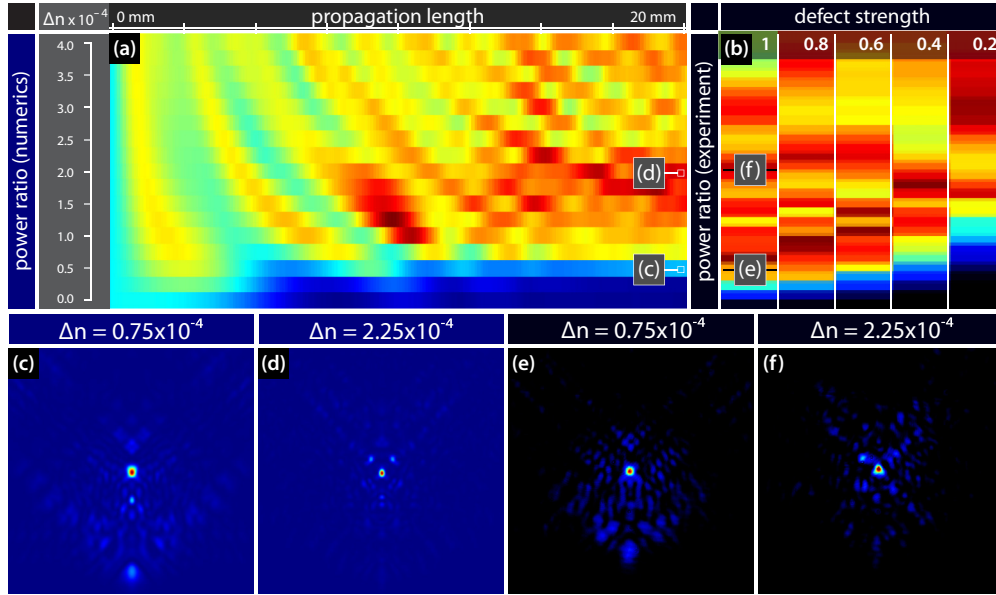 Δn x 10⁻⁴ 0 mm propagation length 20 mm defect strength
(a) (b) 1 0.8 0.6 0.4 0.2
4.0
3.5
3.0
2.5
2.0
1.5
1.0
0.5
0.0
power ratio (numerics)
(d)
(c)
power ratio (experiment)
(f)
(e)
Δn = 0.75x10⁻⁴ Δn = 2.25x10⁻⁴ Δn = 0.75x10⁻⁴ Δn = 2.25x10⁻⁴
(c) (d) (e) (f)